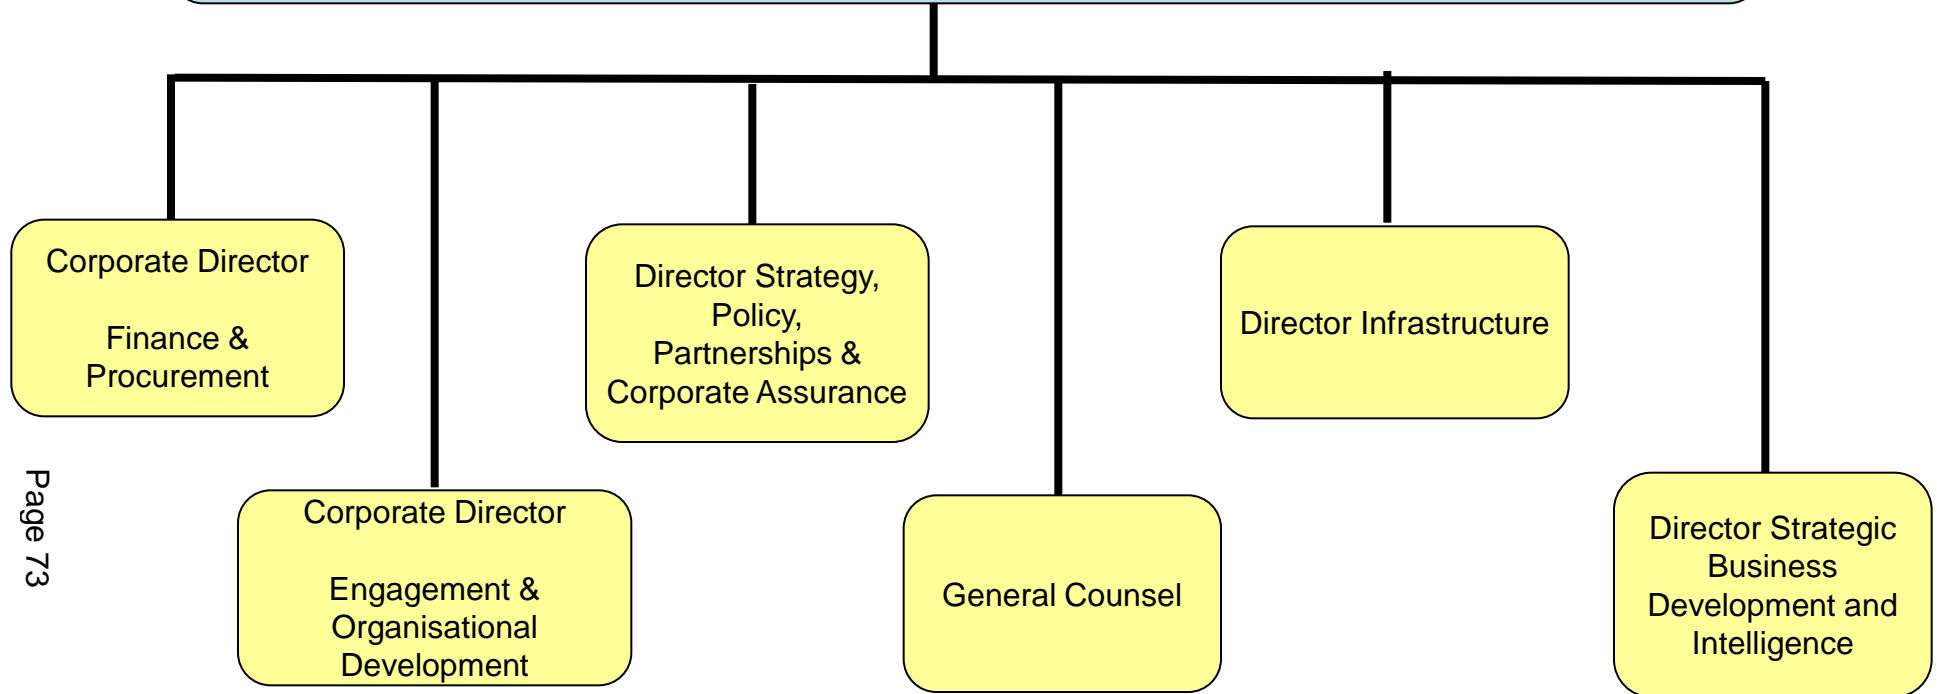 Corporate Director
Finance &
Procurement
Corporate Director
Engagement &
Organisational
Development
Director Strategy,
Policy,
Partnerships &
Corporate Assurance
General Counsel
Director Infrastructure
Director Strategic
Business
Development and
Intelligence
Page 73